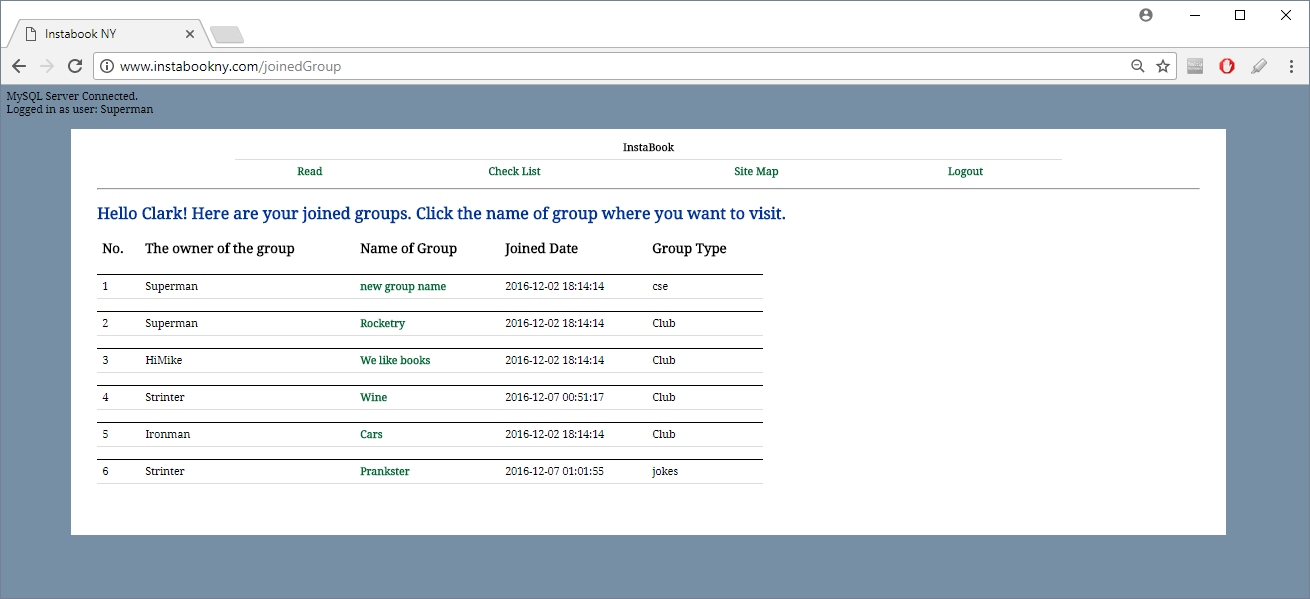 Instabook NY
www.instabookny.com/joinedGroup
MySQL Server Connected.
Logged in as user: Superman
InstaBook
Read Check List Site Map Logout
Hello Clark! Here are your joined groups. Click the name of group where you want to visit.
No. The owner of the group Name of Group Joined Date Group Type
1 Superman new group name 2016-12-02 18:14:14 cse
2 Superman Rocketry 2016-12-02 18:14:14 Club
3 HiMike We like books 2016-12-02 18:14:14 Club
4 Strinter Wine 2016-12-07 00:51:17 Club
5 Ironman Cars 2016-12-02 18:14:14 Club
6 Strinter Prankster 2016-12-07 01:01:55 jokes